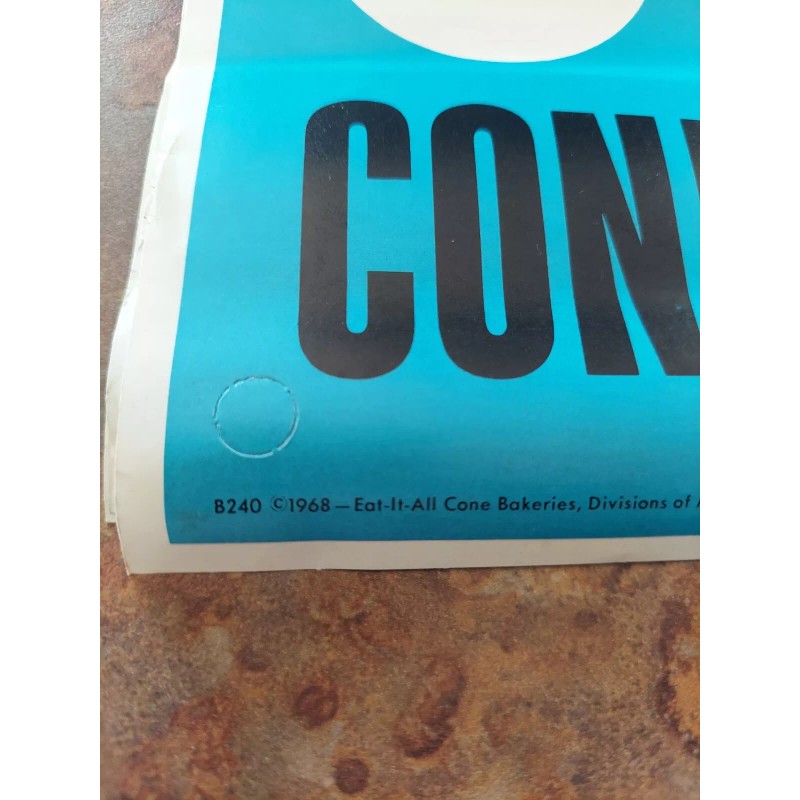 CON
B240 ©1968—Eat-It-All Cone Bakeries, Divisions of